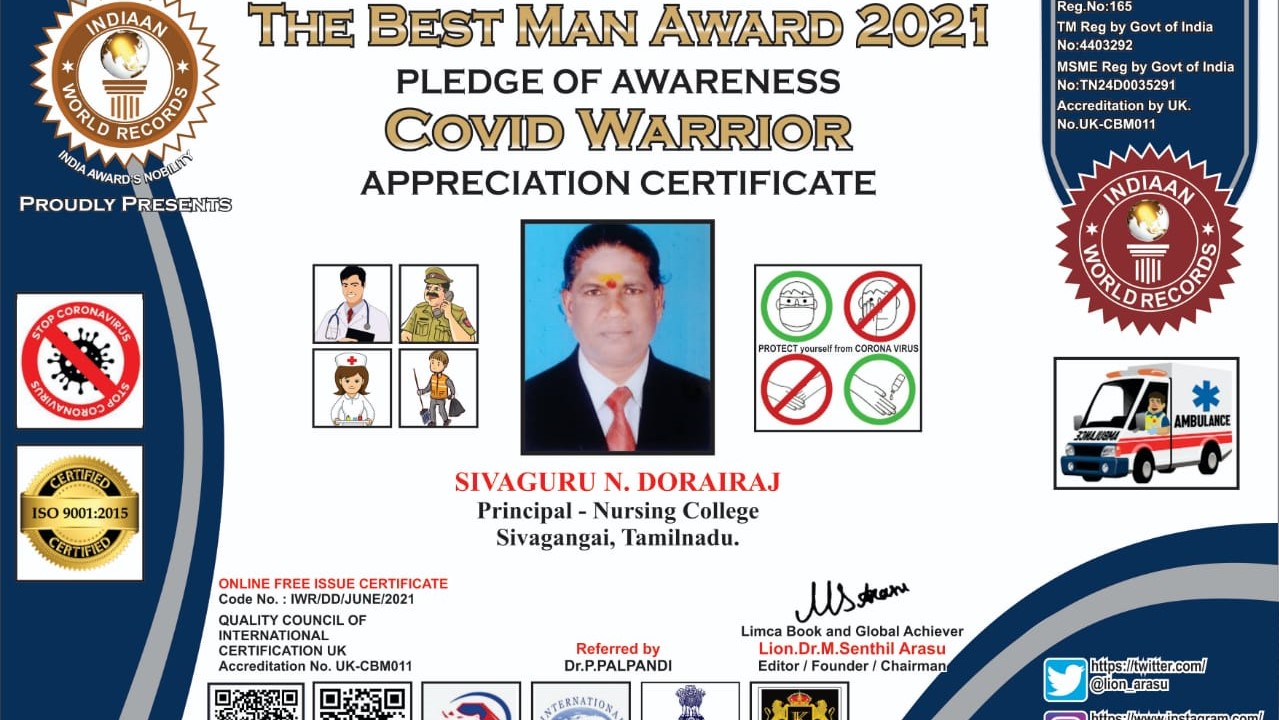 THE BEST MAN AWARD 2021
PLEDGE OF AWARENESS
COVID WARRIOR
APPRECIATION CERTIFICATE
INDIAAN
WORLD RECORDS
INDIA AWARD'S NOBILITY
PROUDLY PRESENTS
Reg.No:165
TM Reg by Govt of India
No:4403292
MSME Reg by Govt of India
No:TN24D0035291
Accreditation by UK.
No.UK-CBM011
INDIAAN
WORLD RECORDS
STOP CORONAVIRUS
STOP CORONAVIRUS
PROTECT yourself from CORONA VIRUS
AMBULANCE
AMBULANCE
CERTIFIED
ISO 9001:2015
CERTIFIED
SIVAGURU N. DORAIRAJ
Principal - Nursing College
Sivagangai, Tamilnadu.
ONLINE FREE ISSUE CERTIFICATE
Code No. : IWR/DD/JUNE/2021
QUALITY COUNCIL OF
INTERNATIONAL
CERTIFICATION UK
Accreditation No. UK-CBM011
Referred by
Dr.P.PALPANDI
MS Arasu
Limca Book and Global Achiever
Lion.Dr.M.Senthil Arasu
Editor / Founder / Chairman
https://twitter.com/
@lion_arasu
INTERNATIONAL
https://www.instagram.com/